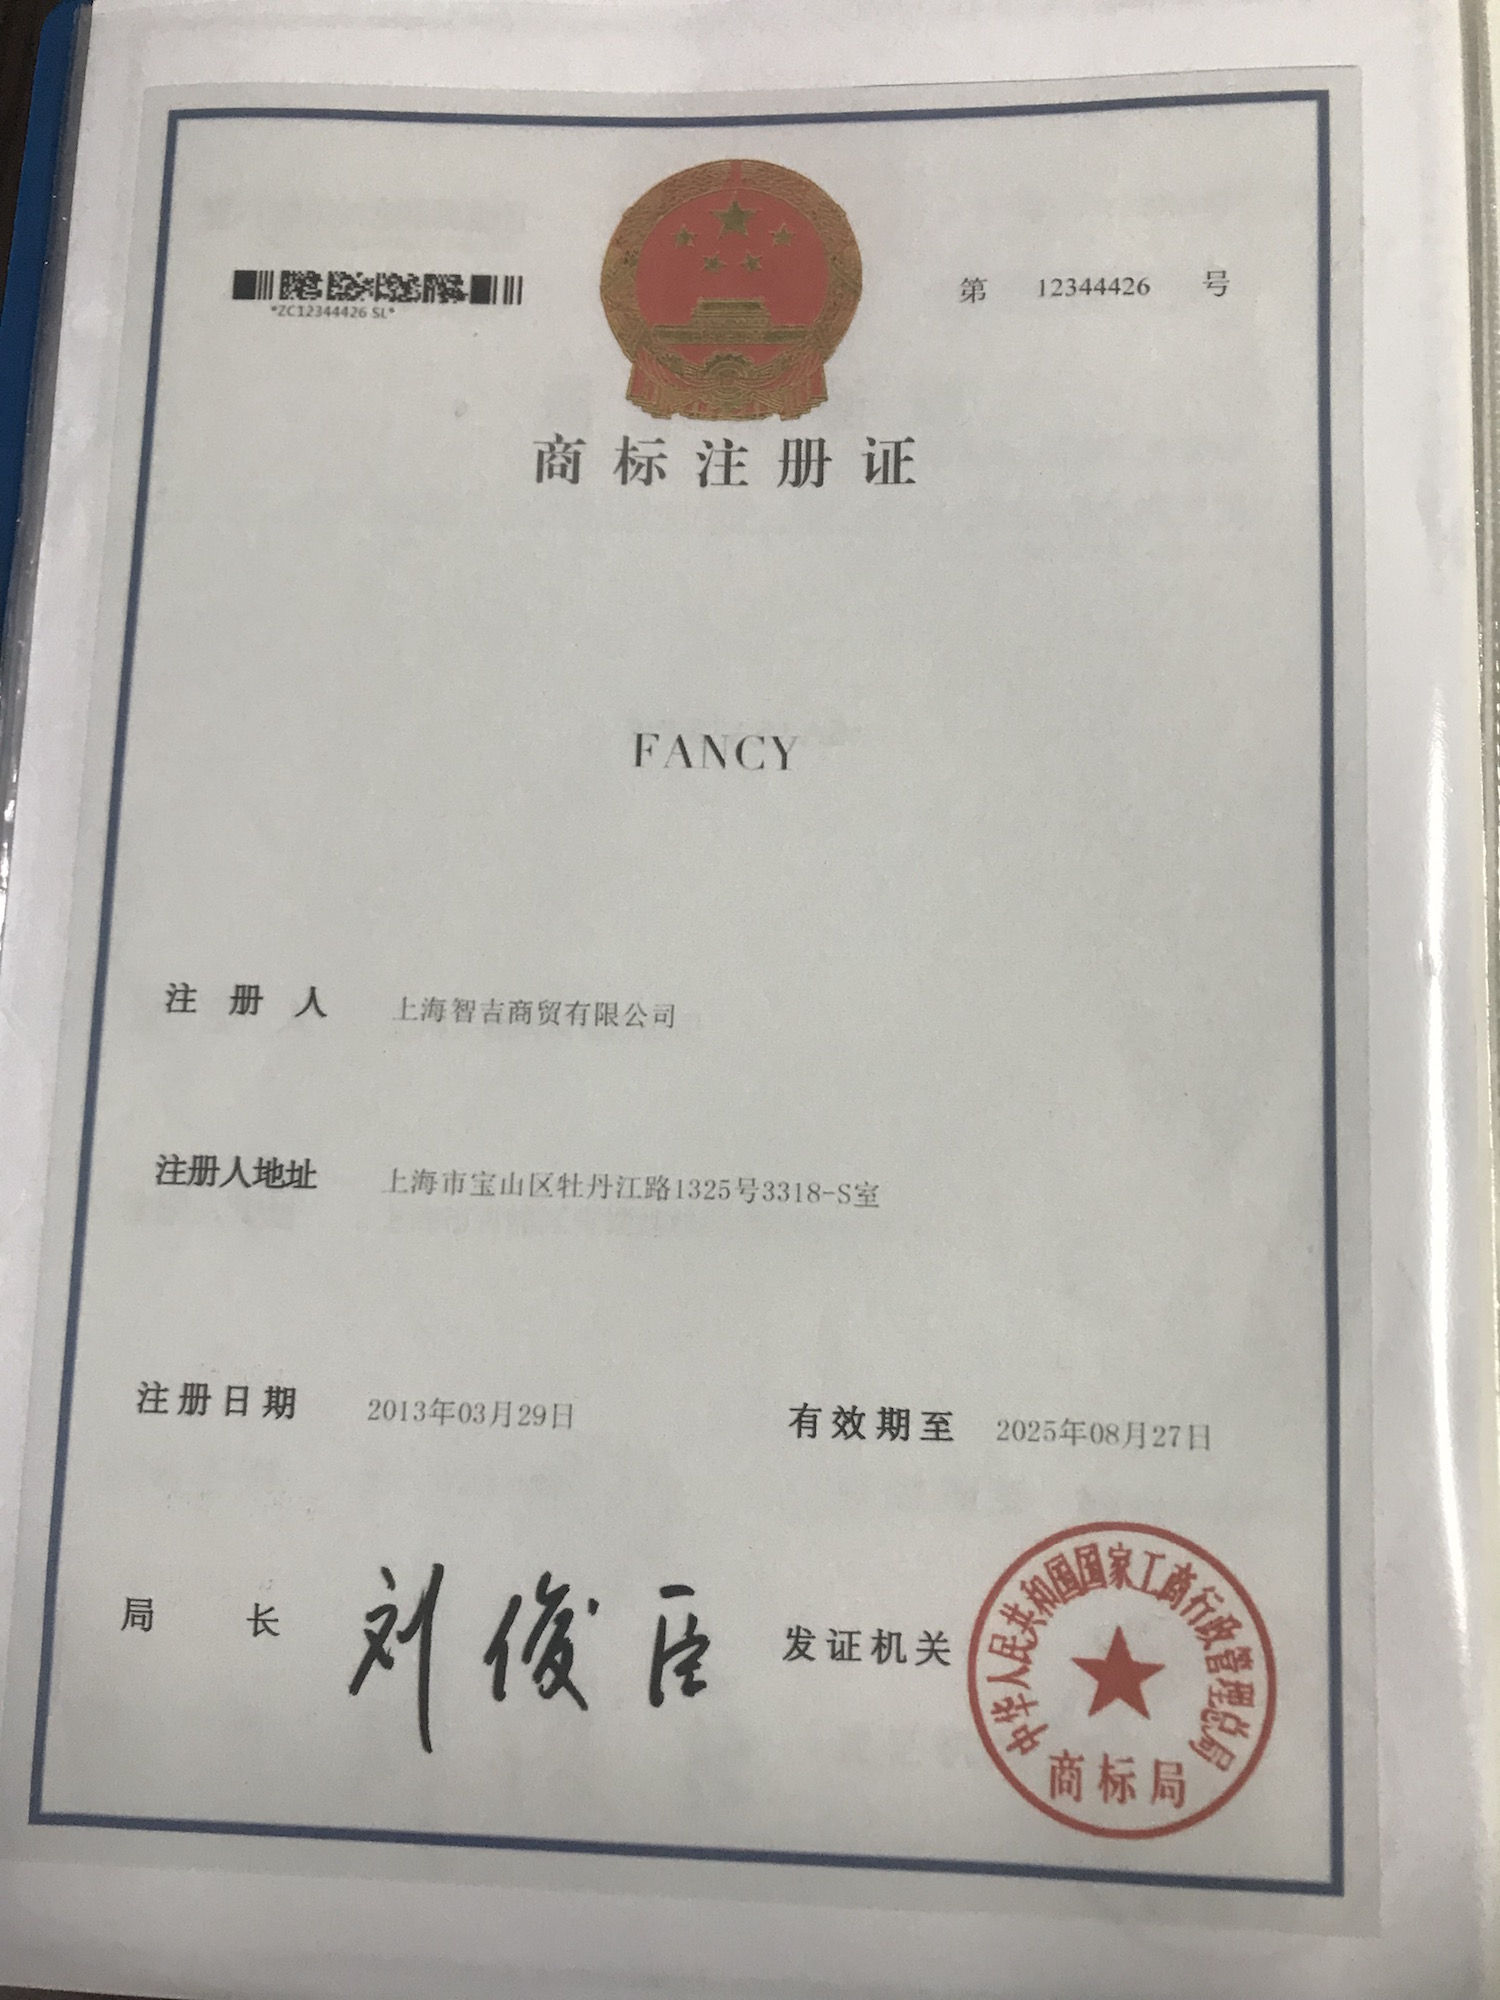 *ZC12344426 SL*
第 12344426 号
商标注册证
FANCY
注册人 上海智吉商贸有限公司
注册人地址 上海市宝山区牡丹江路1325号3318-S室
注册日期 2013年03月29日 有效期至 2025年08月27日
局长 刘俊臣 发证机关
中华人民共和国国家工商行政管理总局
商标局